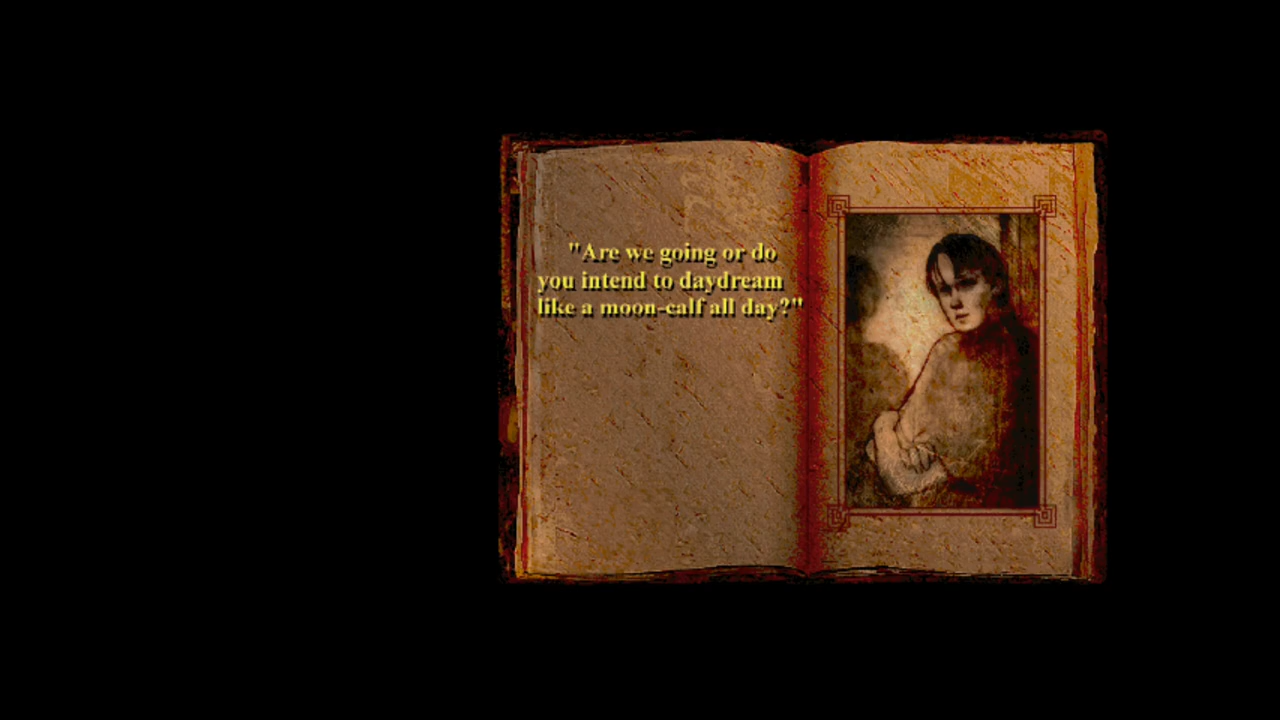 "Are we going or do
you intend to daydream
like a moon-calf all day?"